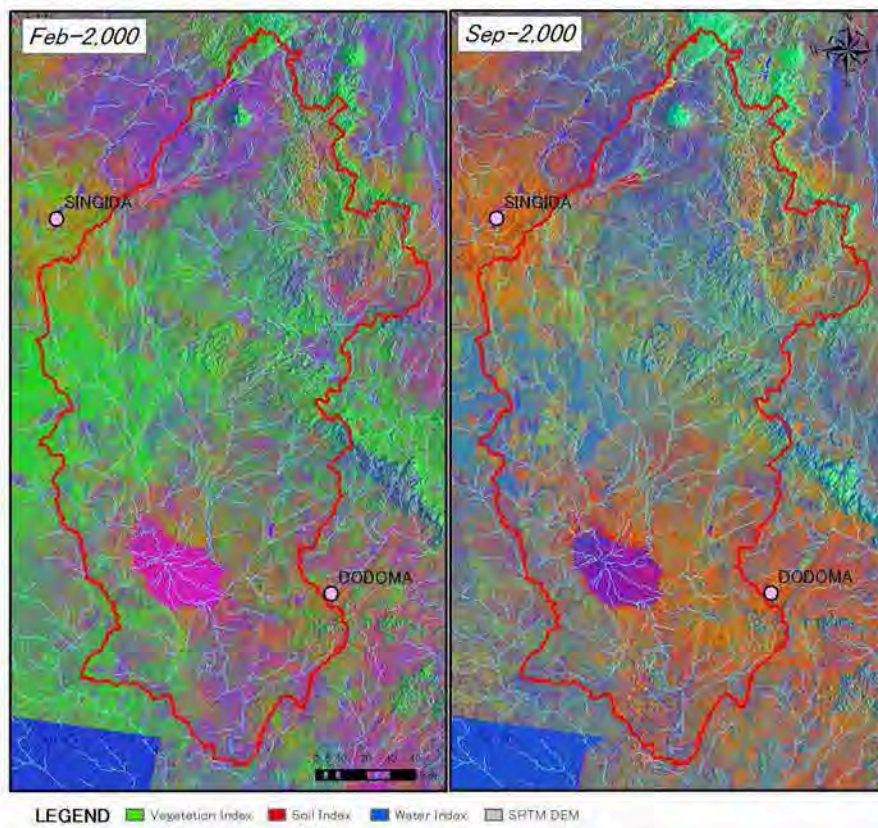 Feb-2,000
Sep-2,000
SINGIDA
SINGIDA
DODOMA
DODOMA
LEGEND Vegetation Index Soil Index Water Index SRTM DEM